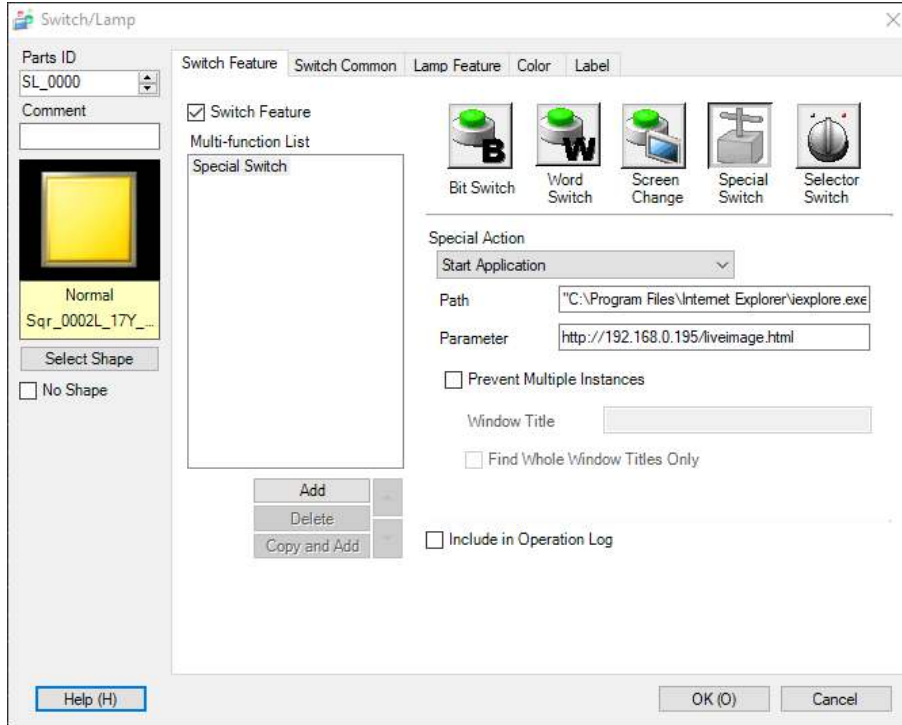 Switch/Lamp
Parts ID
SL_0000
Comment
Normal
Sqr_0002L_17Y_...
Select Shape
No Shape
Help (H)
Switch Feature
Switch Common
Lamp Feature
Color
Label
Switch Feature
Multi-function List
Special Switch
Add
Delete
Copy and Add
B
W
Bit Switch
Word
Switch
Screen
Change
Special
Switch
Selector
Switch
Special Action
Start Application
Path
"C:\Program Files\Internet Explorer\iexplore.exe
Parameter
http://192.168.0.195/liveimage.html
Prevent Multiple Instances
Window Title
Find Whole Window Titles Only
Include in Operation Log
OK (O)
Cancel